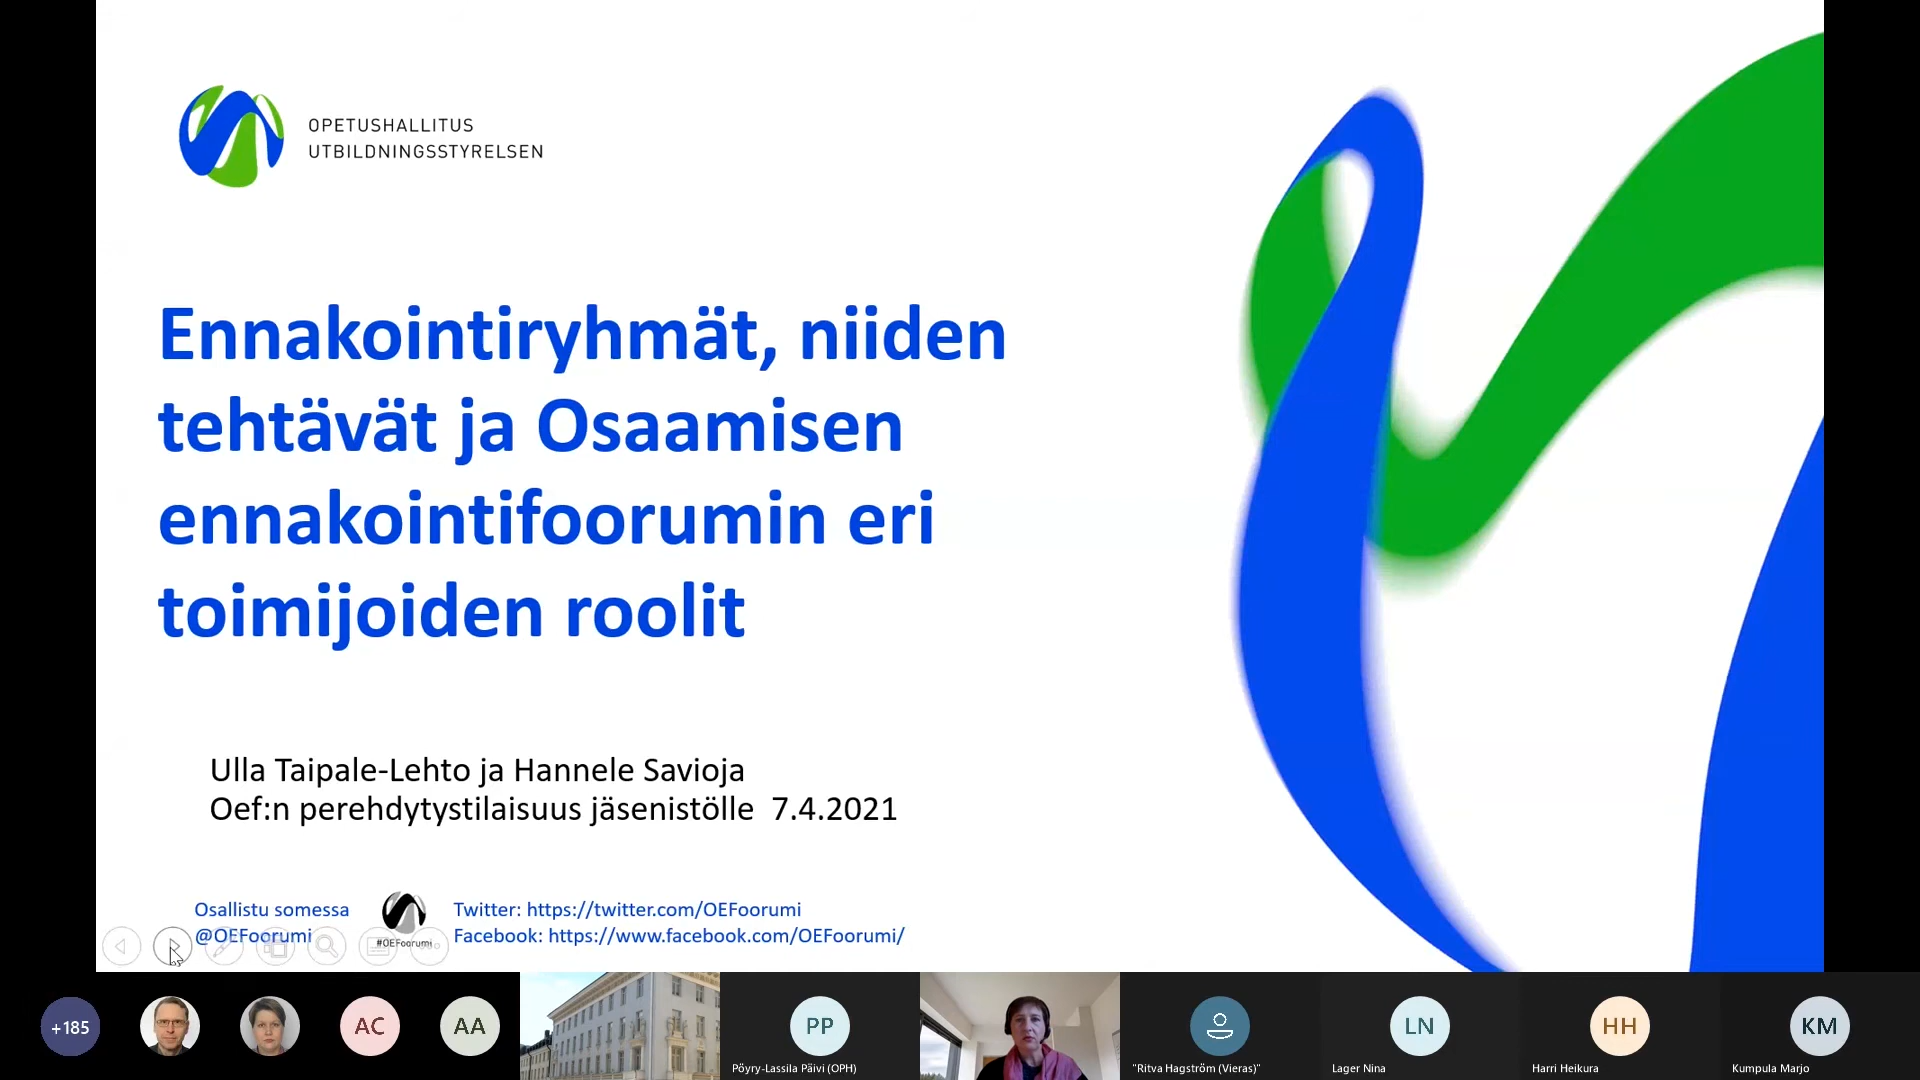 OPETUSHALLITUS
UTBILDNINGSSTYRELSEN
Ennakointiryhmät, niiden
tehtävät ja Osaamisen
ennakointifoorumin eri
toimijoiden roolit
Ulla Taipale-Lehto ja Hannele Savioja
Oef:n perehdytystilaisuus jäsenistölle 7.4.2021
Osallistu somessa
@OEFoorumi
#OEFoorumi
Twitter: https://twitter.com/OEFoorumi
Facebook: https://www.facebook.com/OEFoorumi/
+185
AC
AA
PP
Pöyry-Lassila Päivi (OPH)
"Ritva Hagström (Vieras)"
LN
Lager Nina
HH
Harri Heikura
KM
Kumpula Marjo